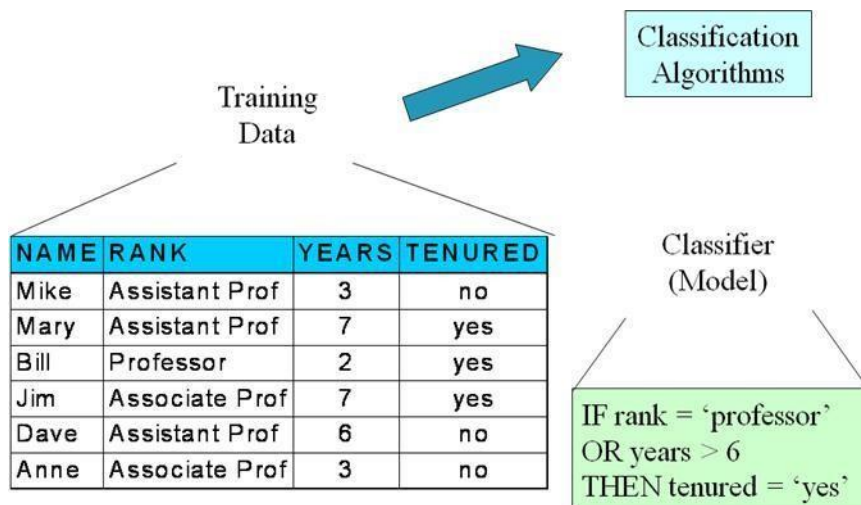 Classification
Algorithms
Training
Data
NAME RANK YEARS TENURED
Mike Assistant Prof 3 no
Mary Assistant Prof 7 yes
Bill Professor 2 yes
Jim Associate Prof 7 yes
Dave Assistant Prof 6 no
Anne Associate Prof 3 no
Classifier
(Model)
IF rank = ‘professor’
OR years > 6
THEN tenured = ‘yes’